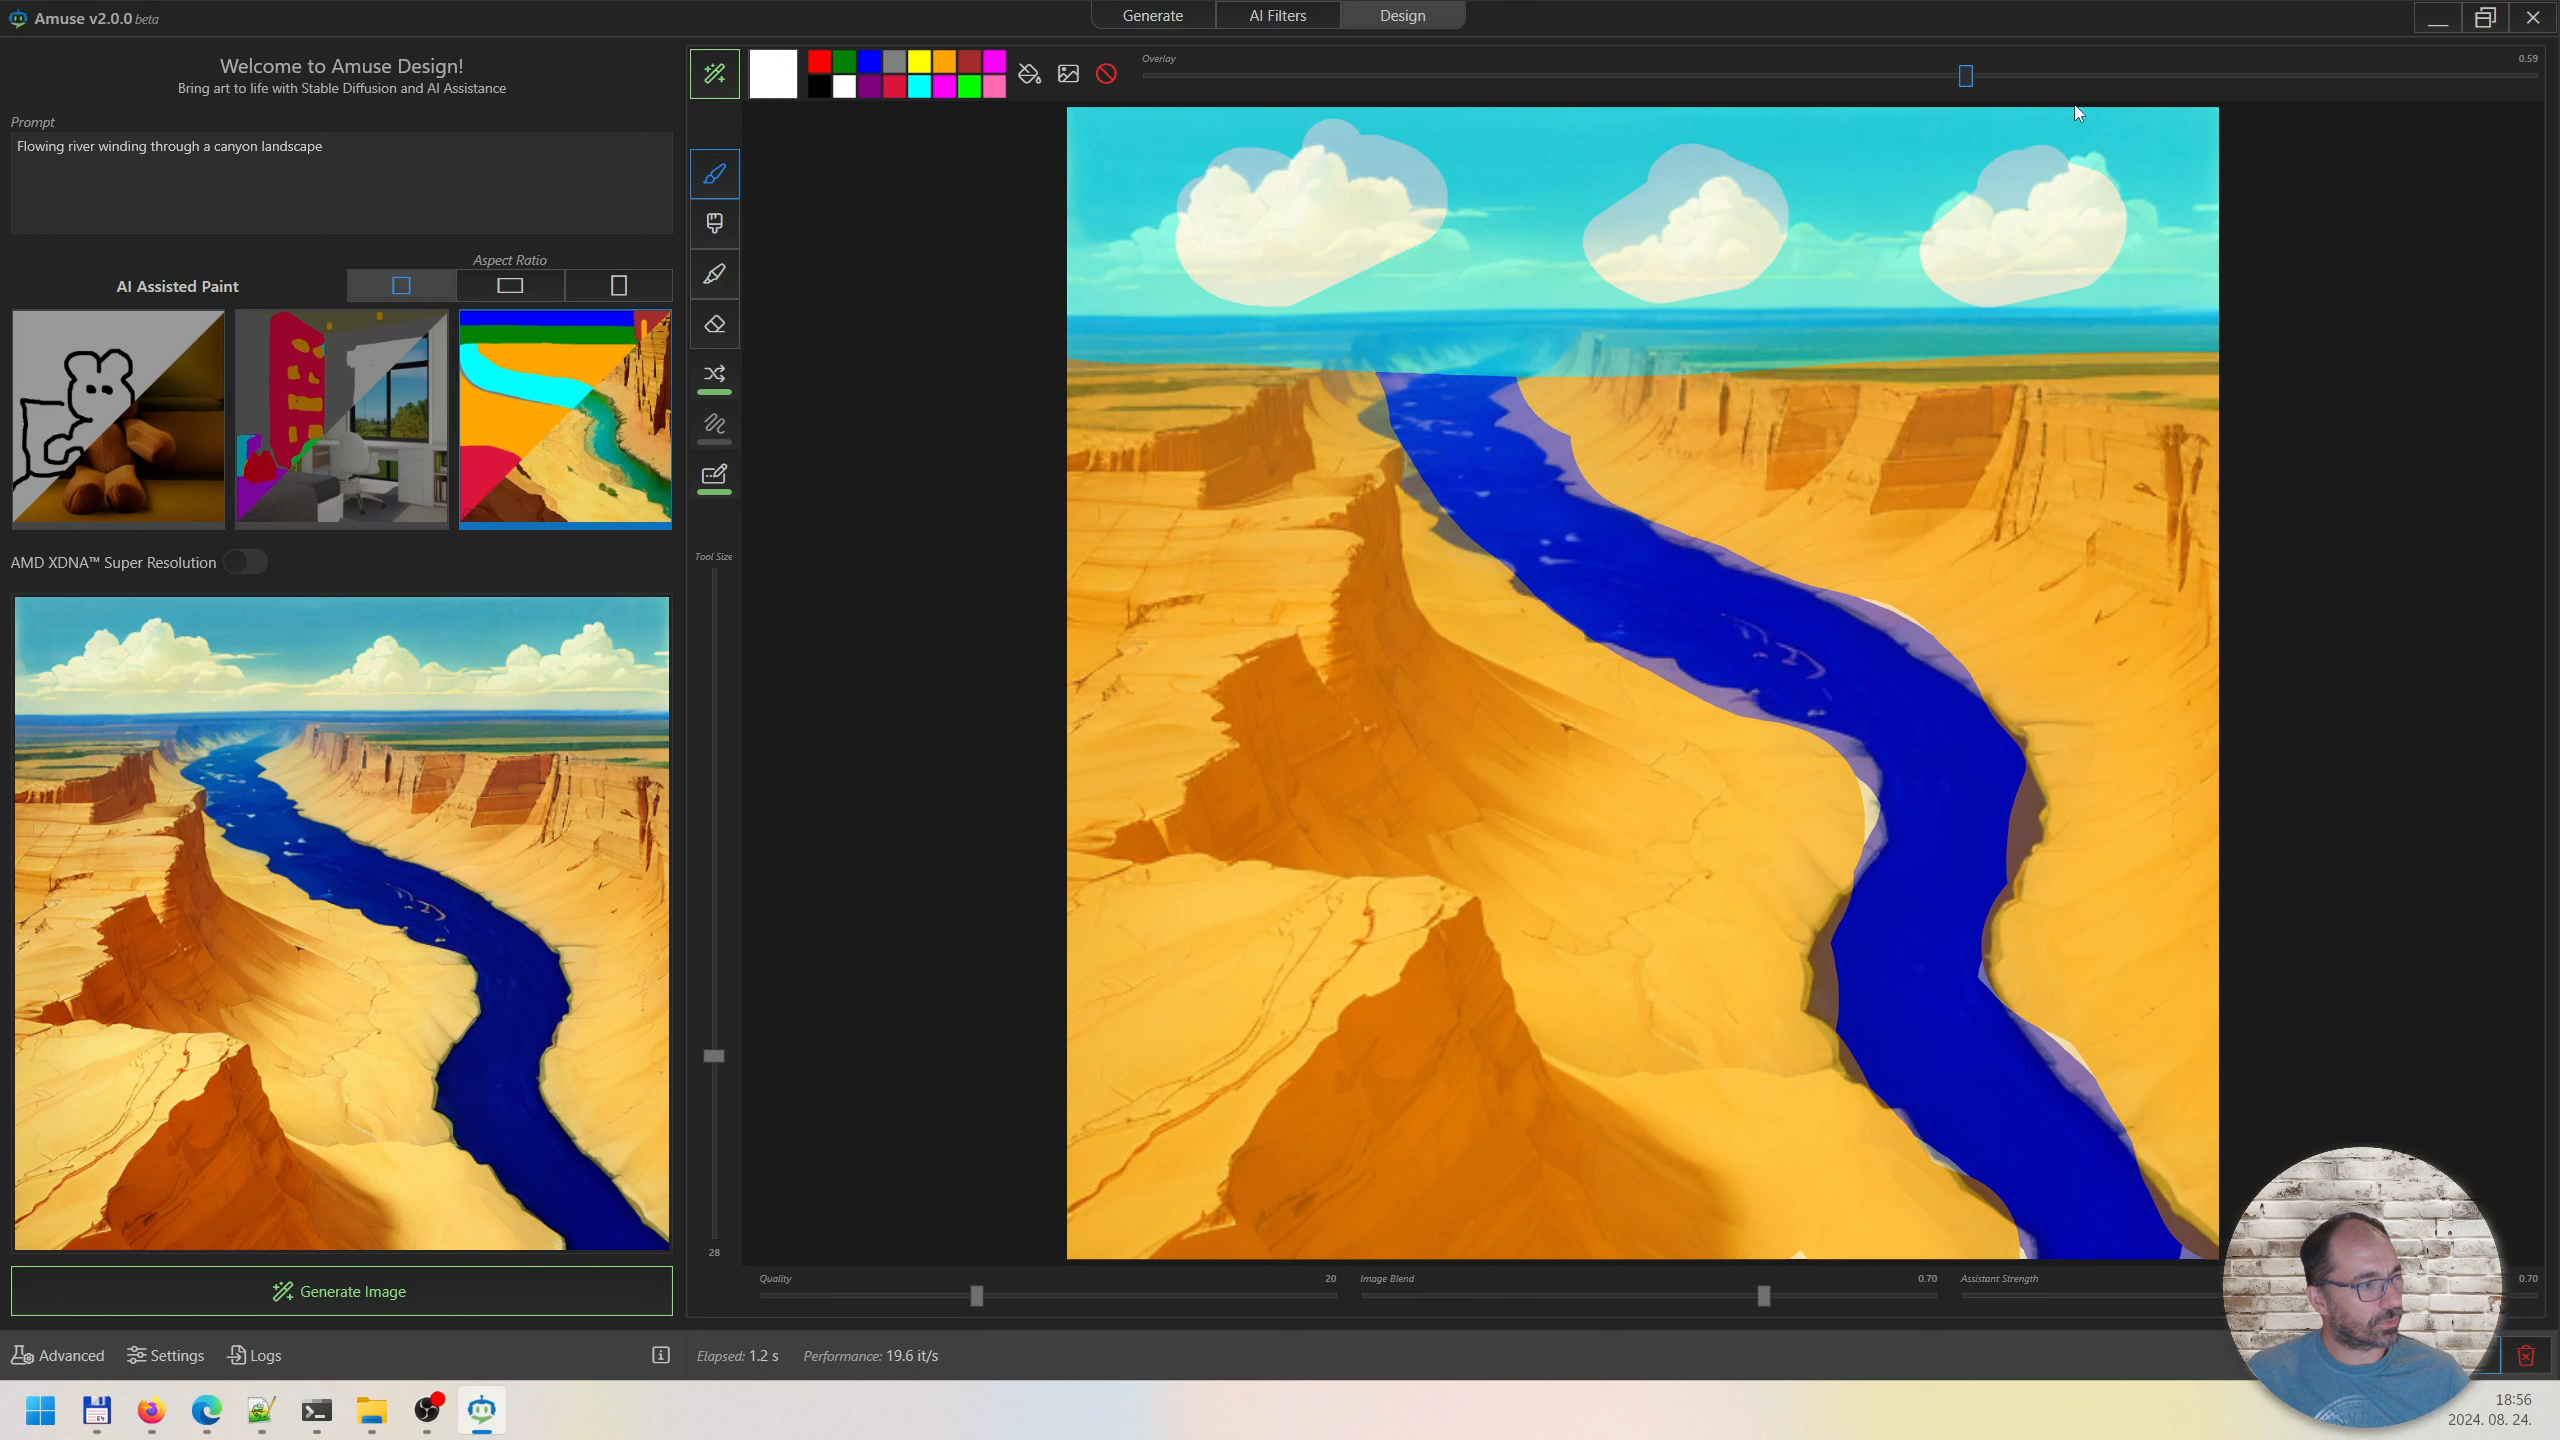 Amuse v2.0.0 beta
Generate
AI Filters
Design
Welcome to Amuse Design!
Bring art to life with Stable Diffusion and AI Assistance
Overlay
0.59
Prompt
Flowing river winding through a canyon landscape
Aspect Ratio
AI Assisted Paint
AMD XDNA™ Super Resolution
Tool Size
28
Generate Image
Quality
20
Image Blend
0.70
Assistant Strength
0.70
Advanced
Settings
Logs
Elapsed: 1.2 s
Performance: 19.6 it/s
18:56
2024. 08. 24.